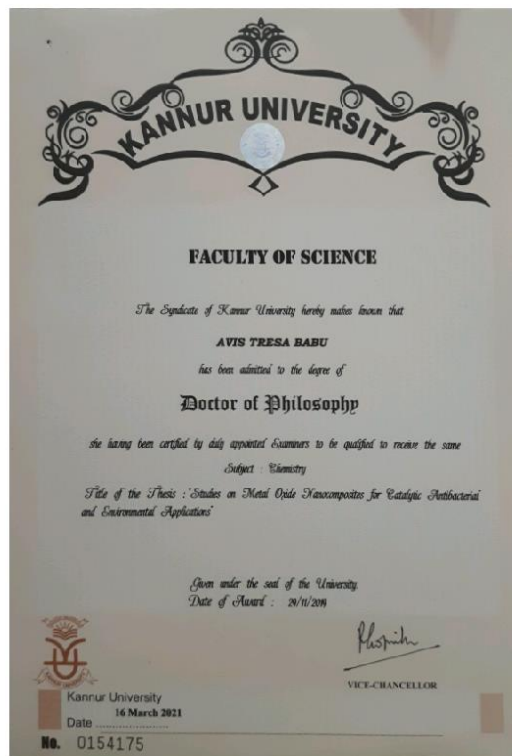 KANNUR UNIVERSITY
FACULTY OF SCIENCE
The Syndicate of Kannur University hereby makes known that
AVIS TRESA BABU
has been admitted to the degree of
Doctor of Philosophy
she having been certified by duly appointed Examiners to be qualified to receive the same
Subject : Chemistry
Title of the Thesis : 'Studies on Metal Oxide Nanocomposites for Catalytic Antibacterial
and Environmental Applications'
Given under the seal of the University.
Date of Award : 29/11/2019
VICE-CHANCELLOR
Kannur University
16 March 2021
Date
No. 0154175